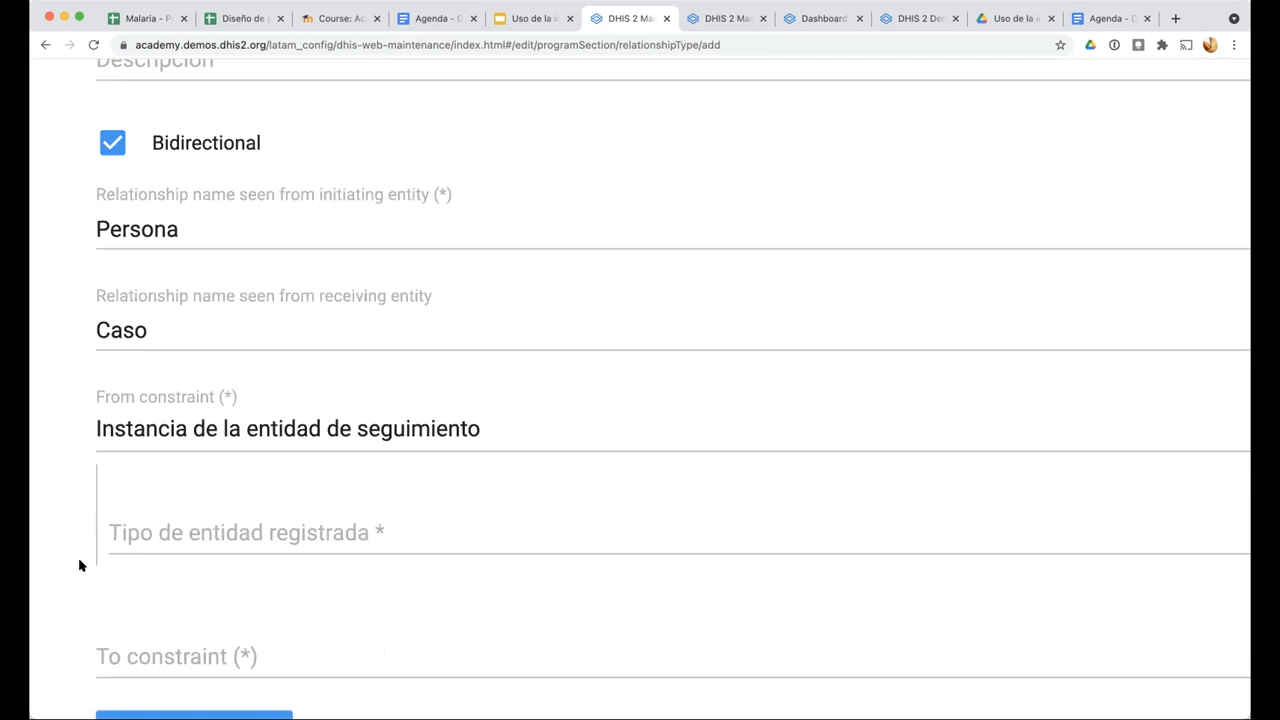 Malaria - P
Diseño de
Course: Ac
Agenda - G
Uso de la i
DHIS 2 Ma
DHIS 2 Ma
Dashboard
DHIS 2 De
Uso de la i
Agenda - D
academy.demos.dhis2.org/latam_config/dhis-web-maintenance/index.html#/edit/programSection/relationshipType/add
Descripción
Bidirectional
Relationship name seen from initiating entity (*)
Persona
Relationship name seen from receiving entity
Caso
From constraint (*)
Instancia de la entidad de seguimiento
Tipo de entidad registrada *
To constraint (*)